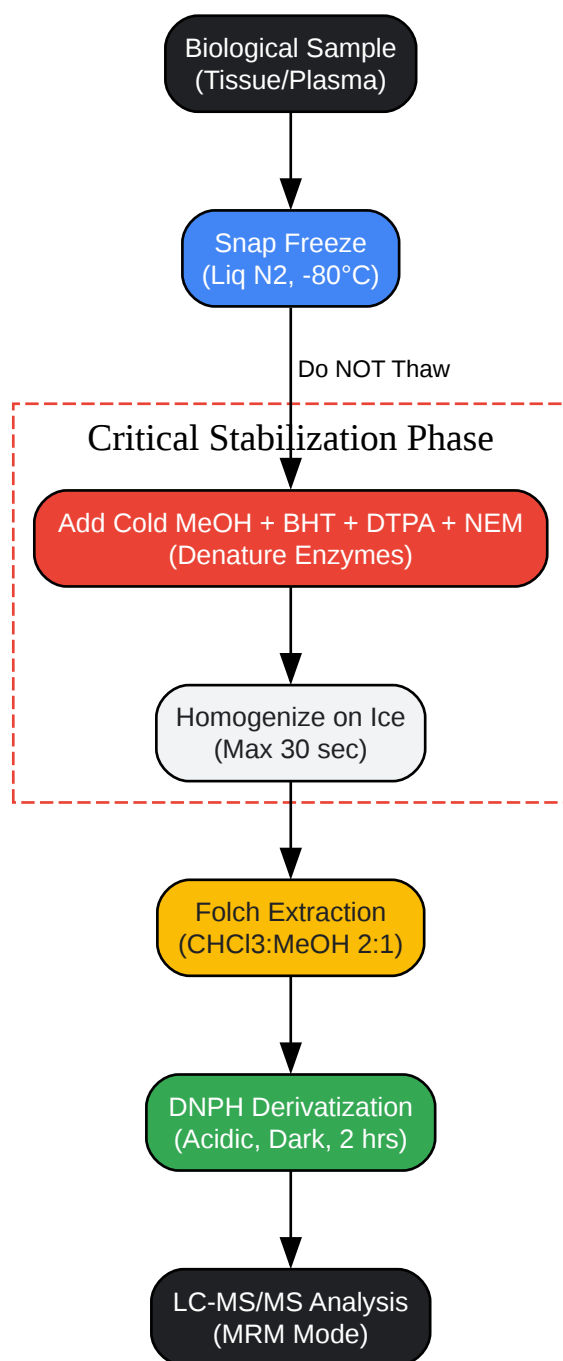 Biological Sample
(Tissue/Plasma)
Snap Freeze
(Liq N2, -80°C)
Do NOT Thaw
Critical Stabilization Phase
Add Cold MeOH + BHT + DTPA + NEM
(Denature Enzymes)
Homogenize on Ice
(Max 30 sec)
Folch Extraction
(CHCl3:MeOH 2:1)
DNPH Derivatization
(Acidic, Dark, 2 hrs)
LC-MS/MS Analysis
(MRM Mode)